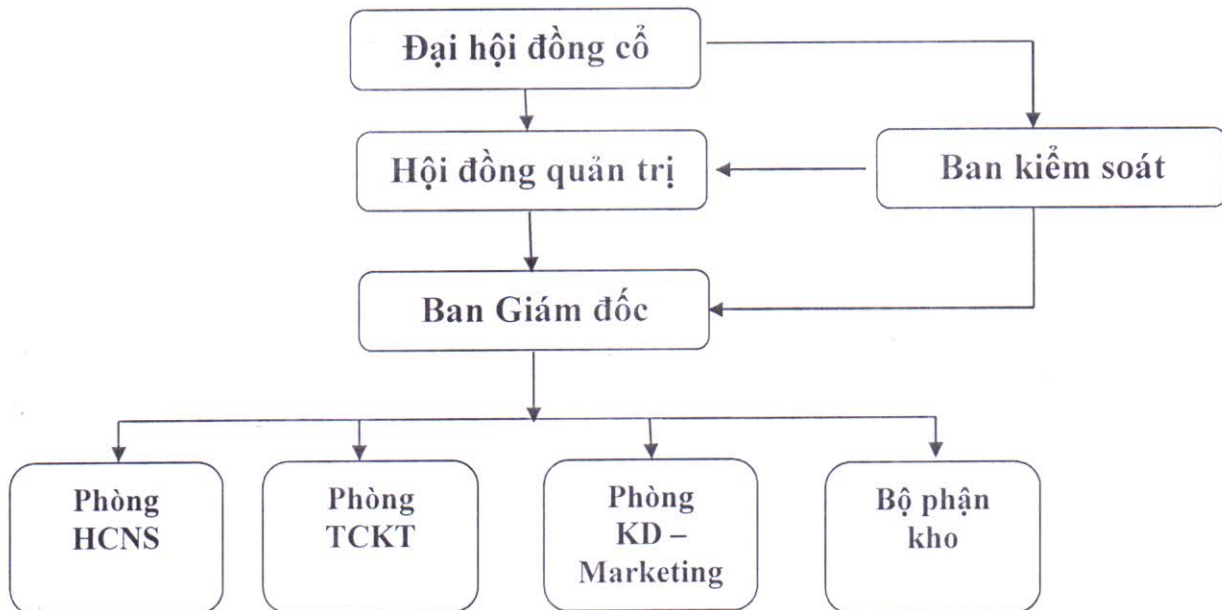 Đại hội đồng cổ
Hội đồng quản trị
Ban kiểm soát
Ban Giám đốc
Phòng
HCNS
Phòng
TCKT
Phòng
KD –
Marketing
Bộ phận
kho